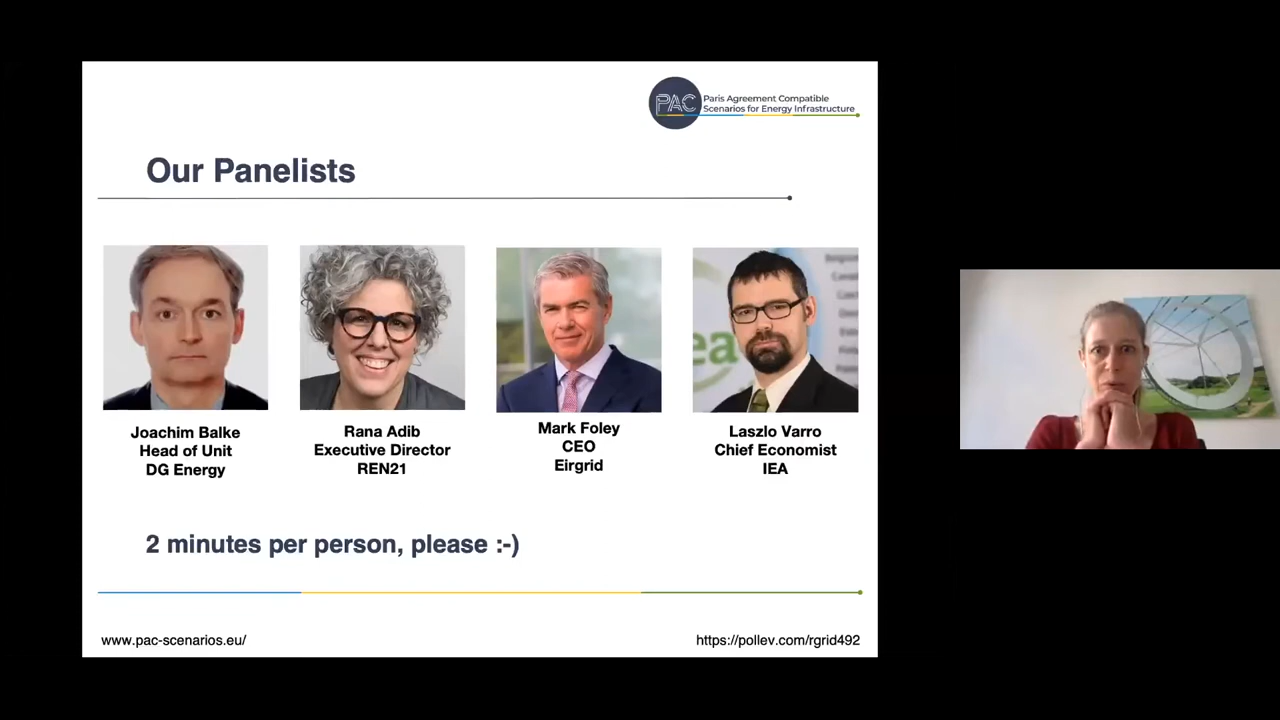 PAC
Paris Agreement Compatible
Scenarios for Energy Infrastructure
Our Panelists
Joachim Balke
Head of Unit
DG Energy
Rana Adib
Executive Director
REN21
Mark Foley
CEO
Eirgrid
Laszlo Varro
Chief Economist
IEA
2 minutes per person, please :-)
www.pac-scenarios.eu/
https://pollev.com/rgrid492